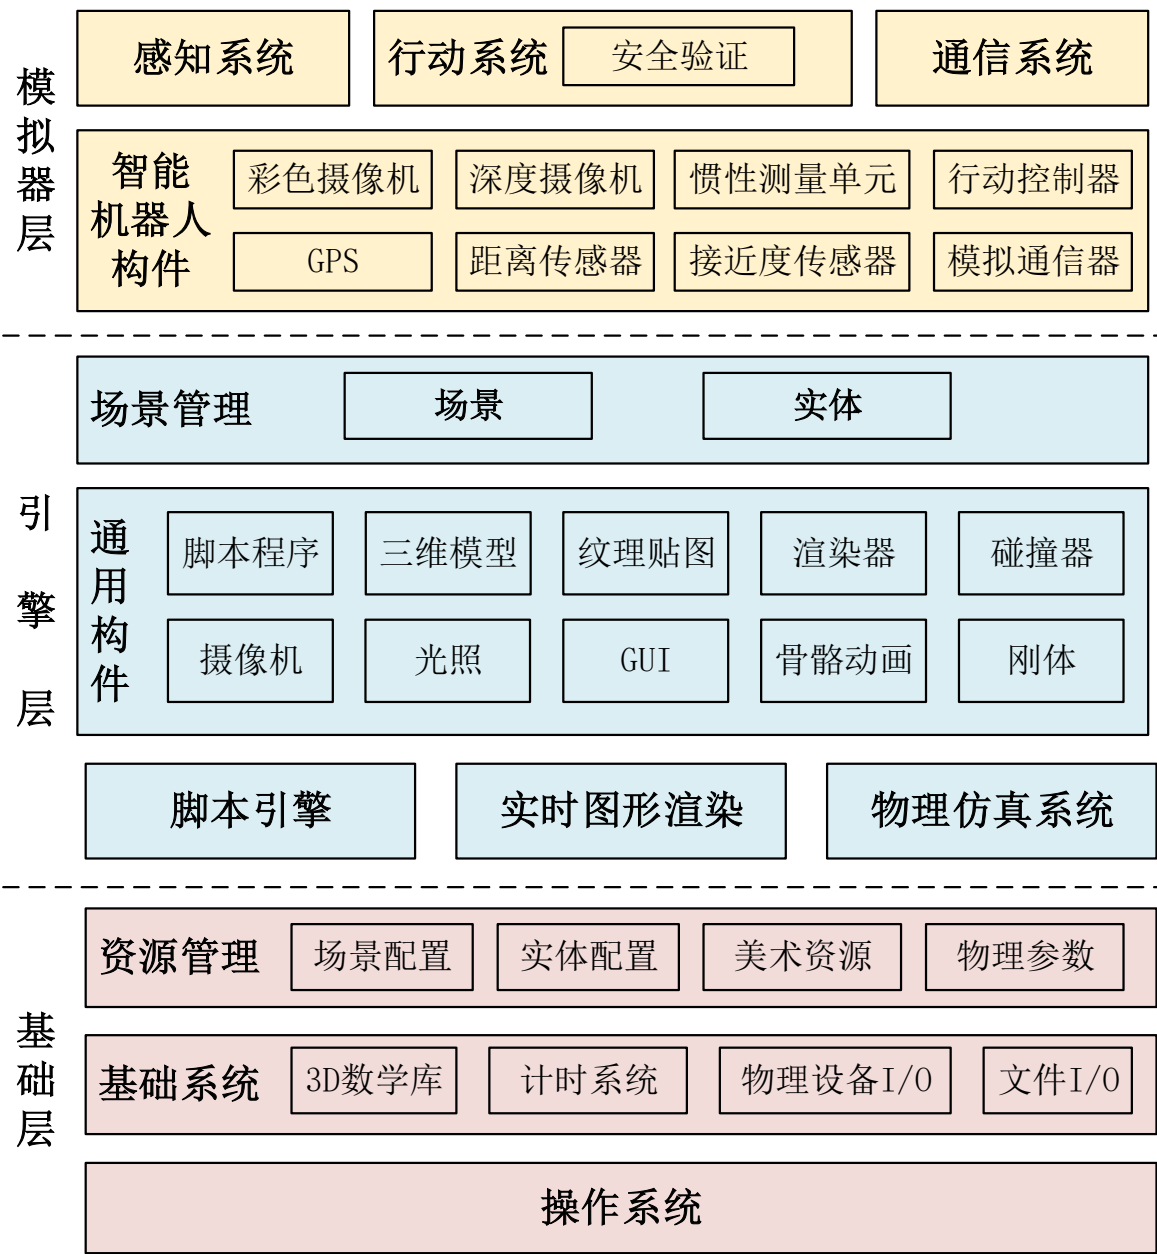 模拟器层
感知系统
行动系统
安全验证
通信系统
智能
机器人
构件
彩色摄像机
深度摄像机
惯性测量单元
行动控制器
GPS
距离传感器
接近度传感器
模拟通信器
引擎层
场景管理
场景
实体
通用构件
脚本程序
三维模型
纹理贴图
渲染器
碰撞器
摄像机
光照
GUI
骨骼动画
刚体
脚本引擎
实时图形渲染
物理仿真系统
基础层
资源管理
场景配置
实体配置
美术资源
物理参数
基础系统
3D数学库
计时系统
物理设备I/O
文件I/O
操作系统